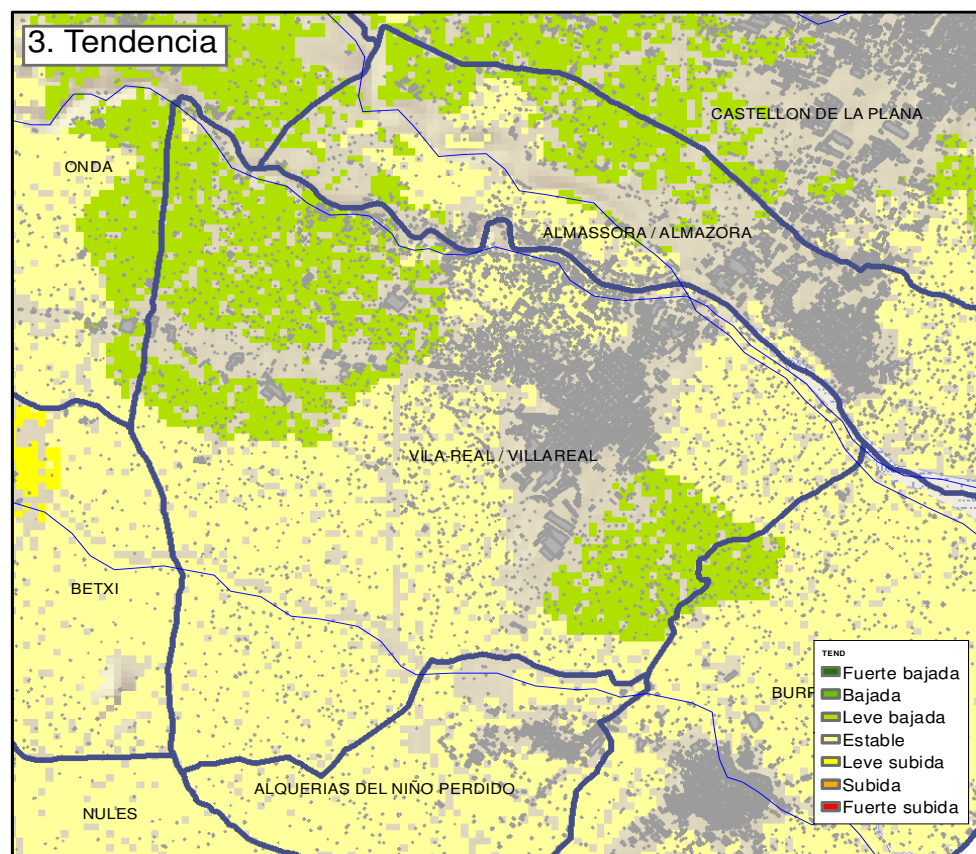 3. Tendencia
CASTELLON DE LA PLANA
ONDA
ALMASSORA / ALMAZORA
VILA-REAL / VILLAREAL
BETXI
BURR
ALQUERIAS DEL NIÑO PERDIDO
NULES
TEND
Fuerte bajada
Bajada
Leve bajada
Estable
Leve subida
Subida
Fuerte subida